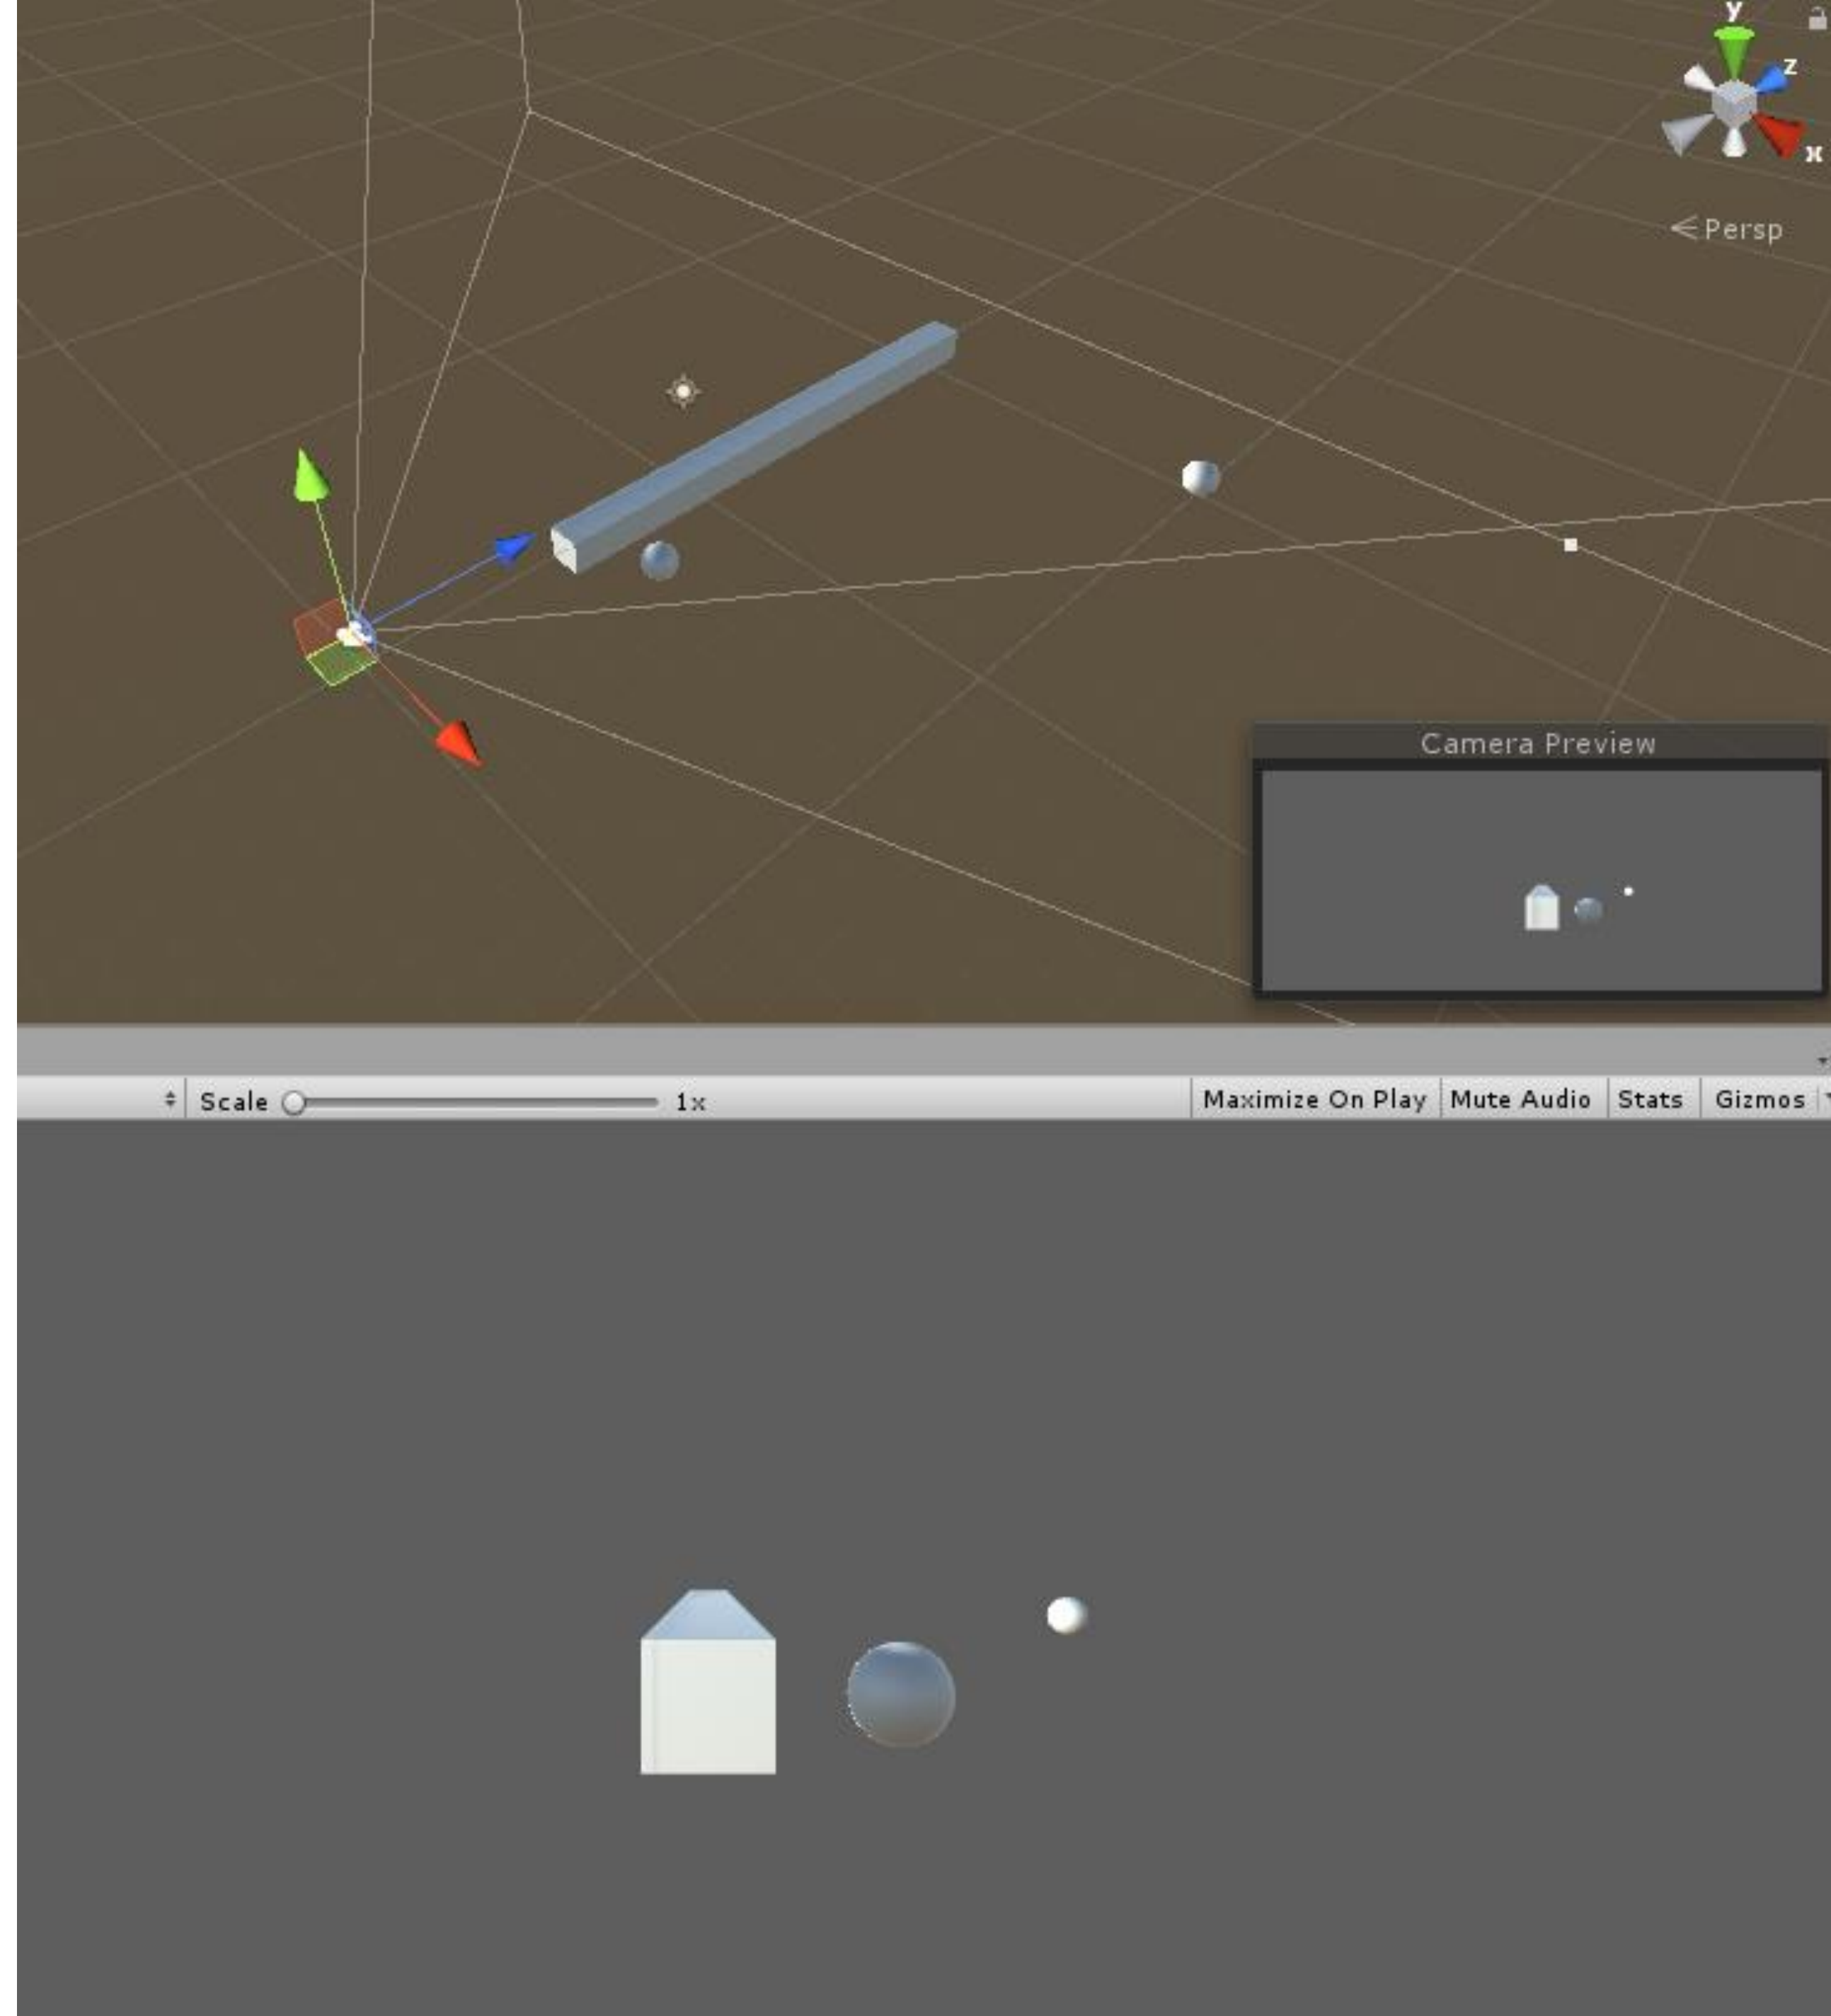 y
z
x
Persp
Camera Preview
Scale 1x
Maximize On Play Mute Audio Stats Gizmos